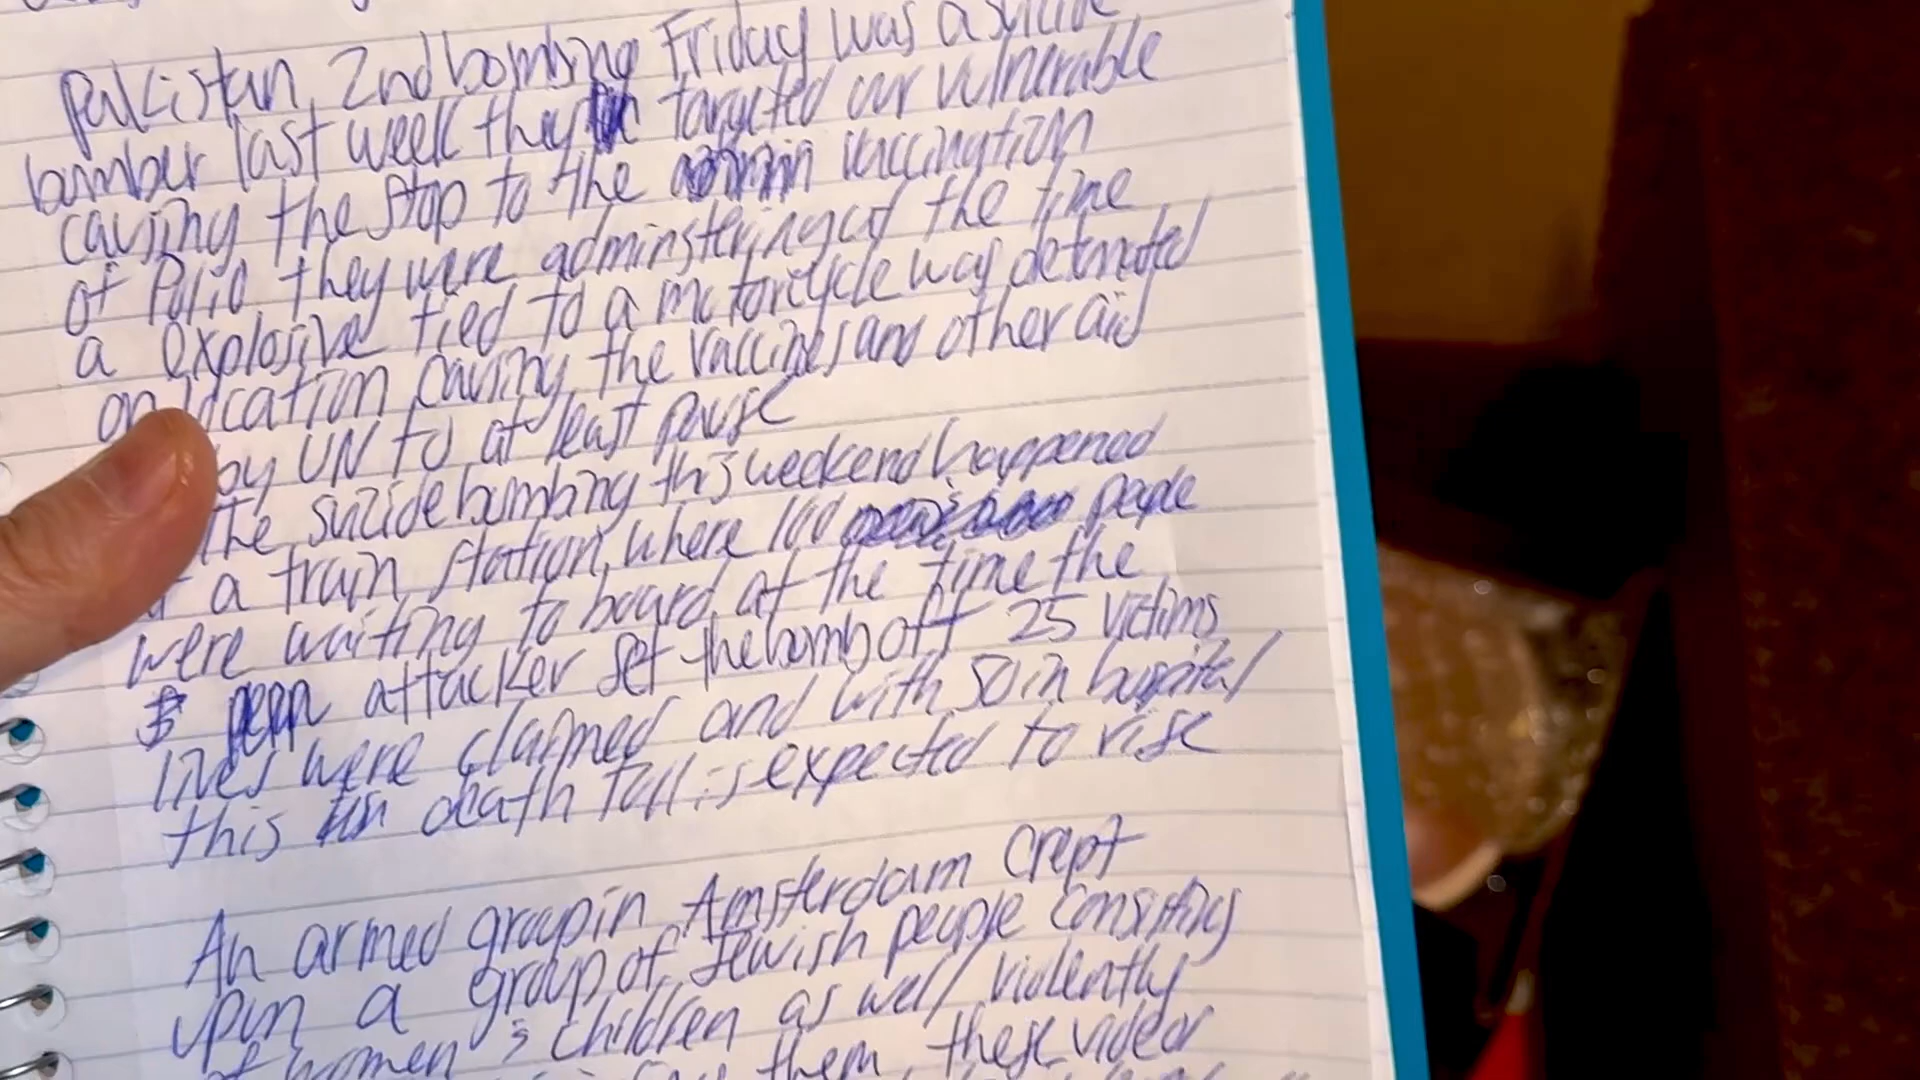 Pakistan, 2nd bombing Friday was a suicide
bomber last week they targeted our vulnerable
causing the stop to the vaccination
of Polio they were adminstering at the time
a explosive tied to a motorcycle was detnated
on location causing the vaccines and other aid
by UN to at least pause
The suicide bombing this weekend happened
a train station, where 100 people
were waiting to board at the time the
attacker set the bomb off 25 victims
lives were claimed and with 50 in hospital
this death toll is expected to rise
An armed group in Amsterdam crept
upon a group of Jewish people consisting
of women & children as well violently
them these videos